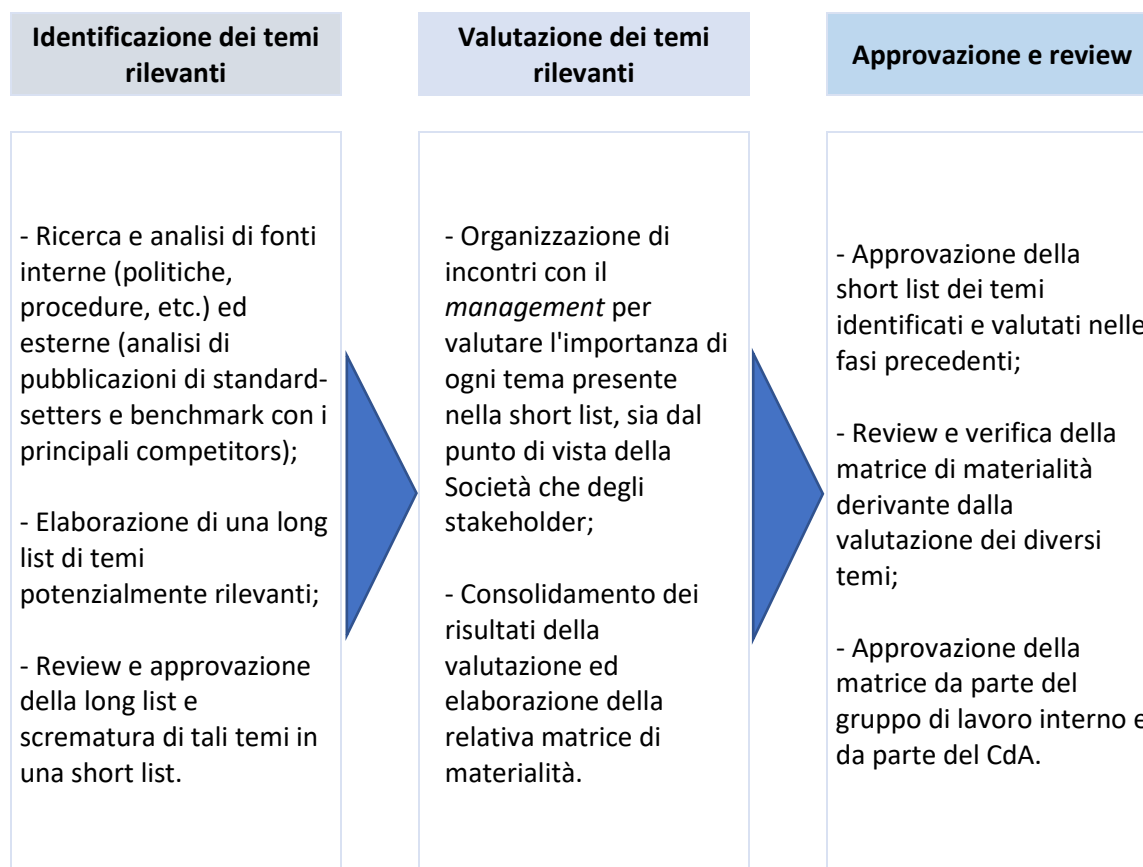 Identificazione dei temi
rilevanti
- Ricerca e analisi di fonti
interne (politiche,
procedure, etc.) ed
esterne (analisi di
pubblicazioni di standard-
setters e benchmark con i
principali competitors);
- Elaborazione di una long
list di temi
potenzialmente rilevanti;
- Review e approvazione
della long list e
scrematura di tali temi in
una short list.
Valutazione dei temi
rilevanti
- Organizzazione di
incontri con il
management per
valutare l'importanza di
ogni tema presente
nella short list, sia dal
punto di vista della
Società che degli
stakeholder;
- Consolidamento dei
risultati della
valutazione ed
elaborazione della
relativa matrice di
materialità.
Approvazione e review
- Approvazione della
short list dei temi
identificati e valutati nelle
fasi precedenti;
- Review e verifica della
matrice di materialità
derivante dalla
valutazione dei diversi
temi;
- Approvazione della
matrice da parte del
gruppo di lavoro interno e
da parte del CdA.